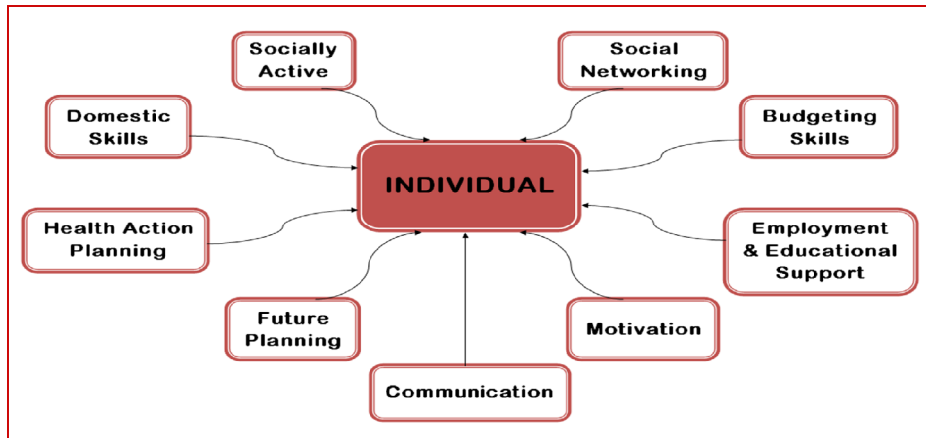 Socially
Active
Social
Networking
Domestic
Skills
Budgeting
Skills
INDIVIDUAL
Health Action
Planning
Employment
& Educational
Support
Future
Planning
Motivation
Communication